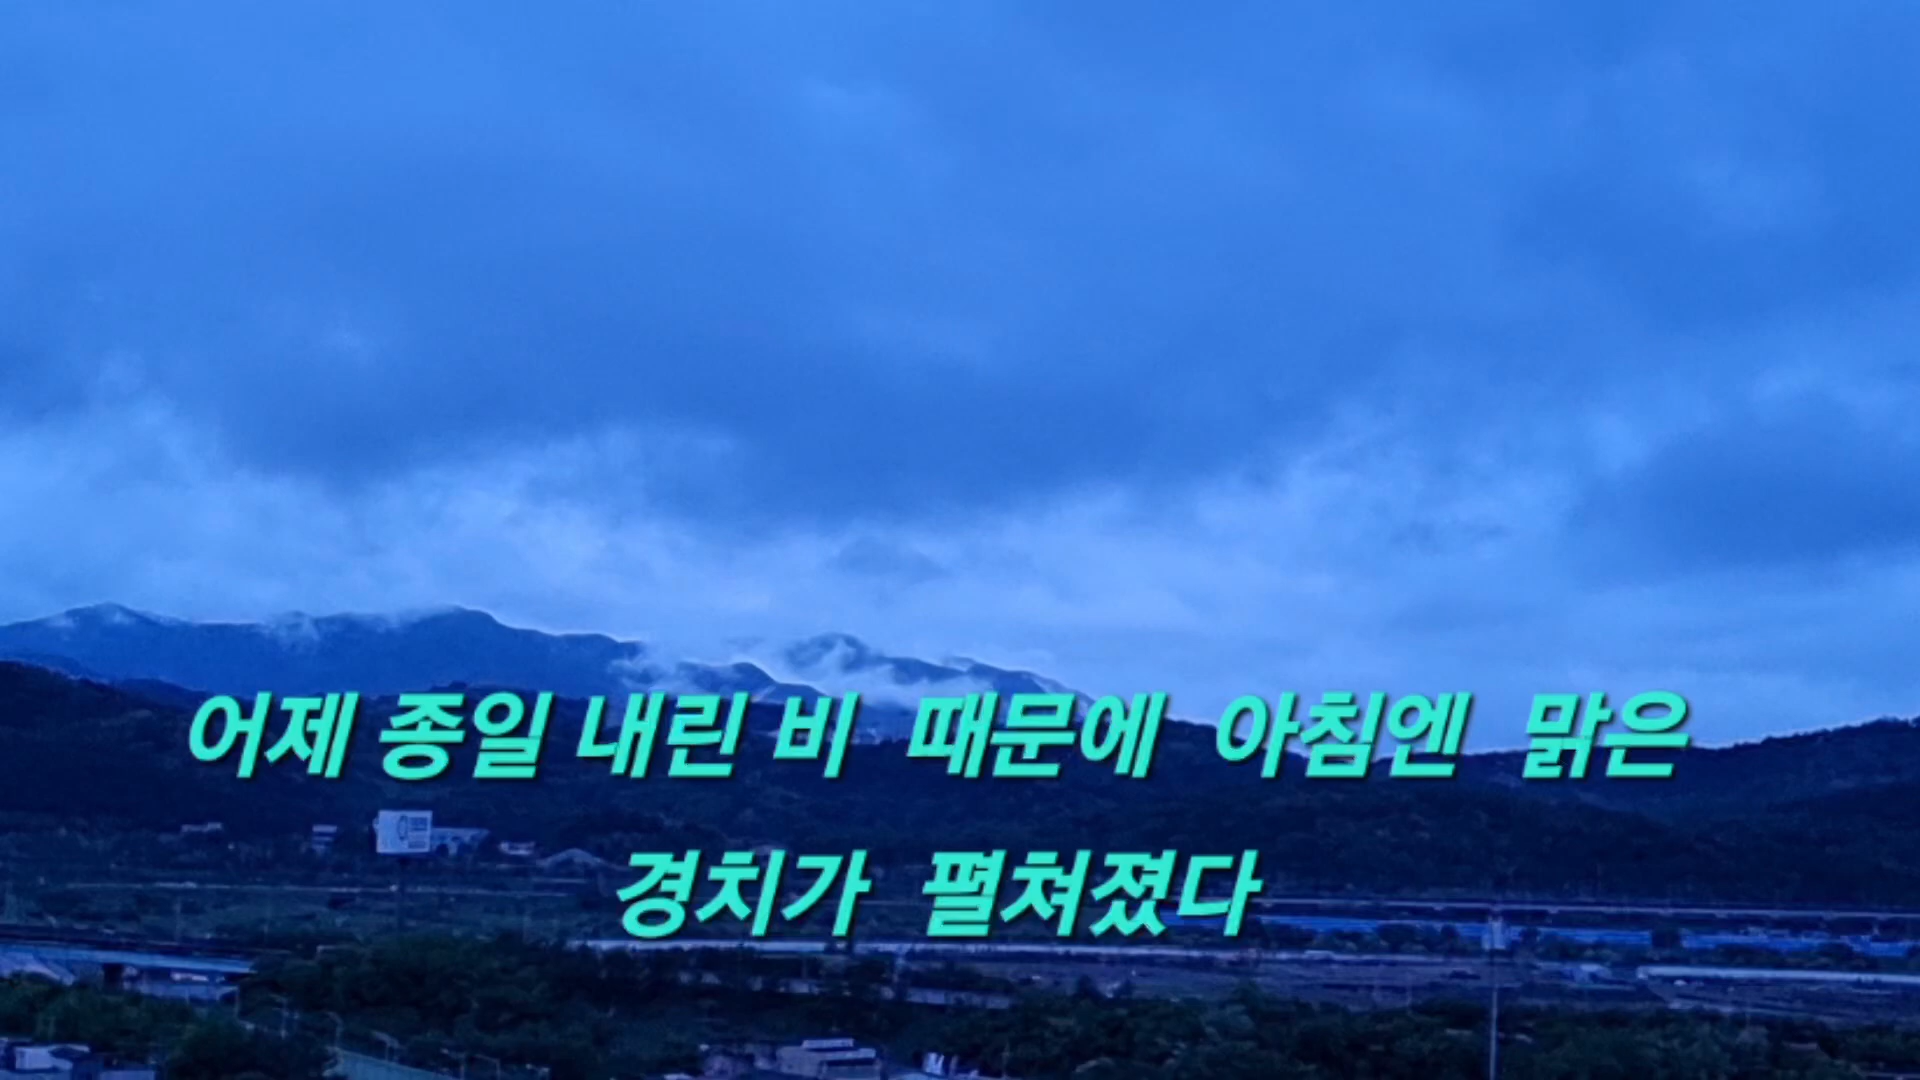 어제 종일 내린 비 때문에 아침엔 맑은
경치가 펼쳐졌다